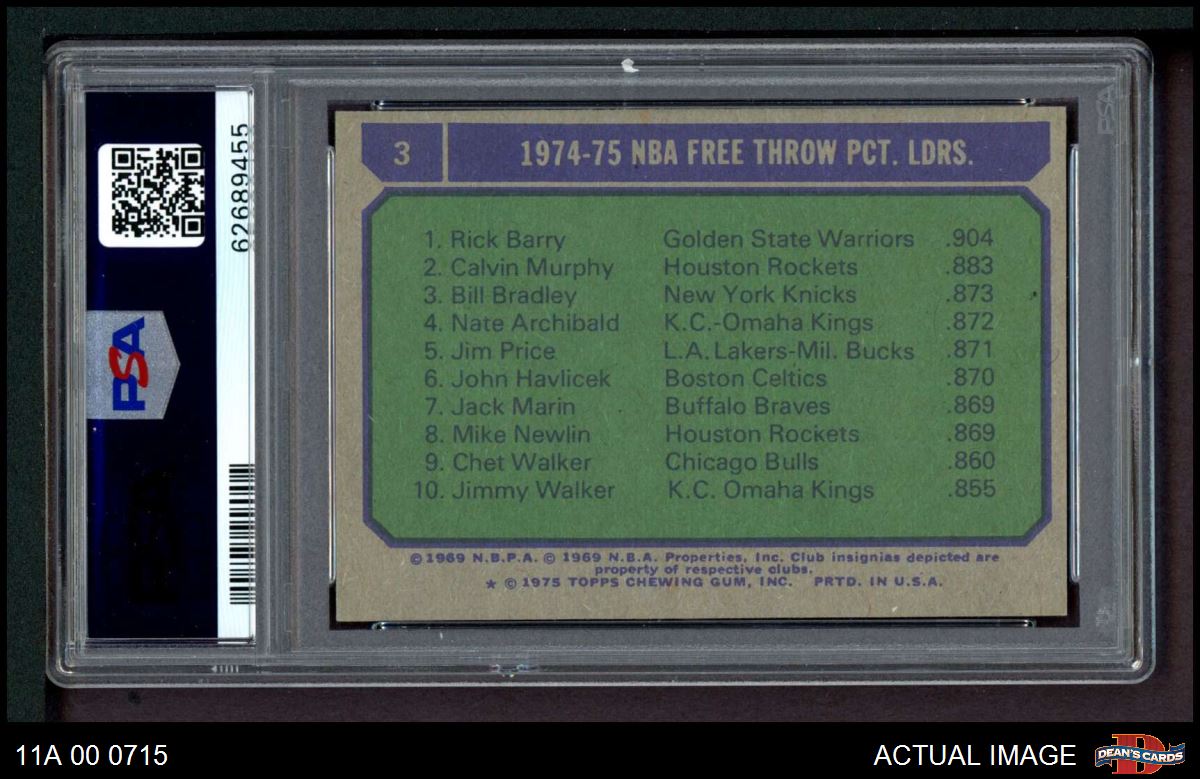 62689455
PSA
PSA
3
1974-75 NBA FREE THROW PCT. LDRS.
1. Rick Barry Golden State Warriors .904
2. Calvin Murphy Houston Rockets .883
3. Bill Bradley New York Knicks .873
4. Nate Archibald K.C.-Omaha Kings .872
5. Jim Price L.A. Lakers-Mil. Bucks .871
6. John Havlicek Boston Celtics .870
7. Jack Marin Buffalo Braves .869
8. Mike Newlin Houston Rockets .869
9. Chet Walker Chicago Bulls .860
10. Jimmy Walker K.C. Omaha Kings .855
© 1969 N.B.P.A. © 1969 N.B.A. Properties, Inc. Club insignias depicted are
property of respective clubs.
* © 1975 TOPPS CHEWING GUM, INC. PRTD. IN U.S.A.
11A 00 0715
ACTUAL IMAGE
DEAN'S CARDS